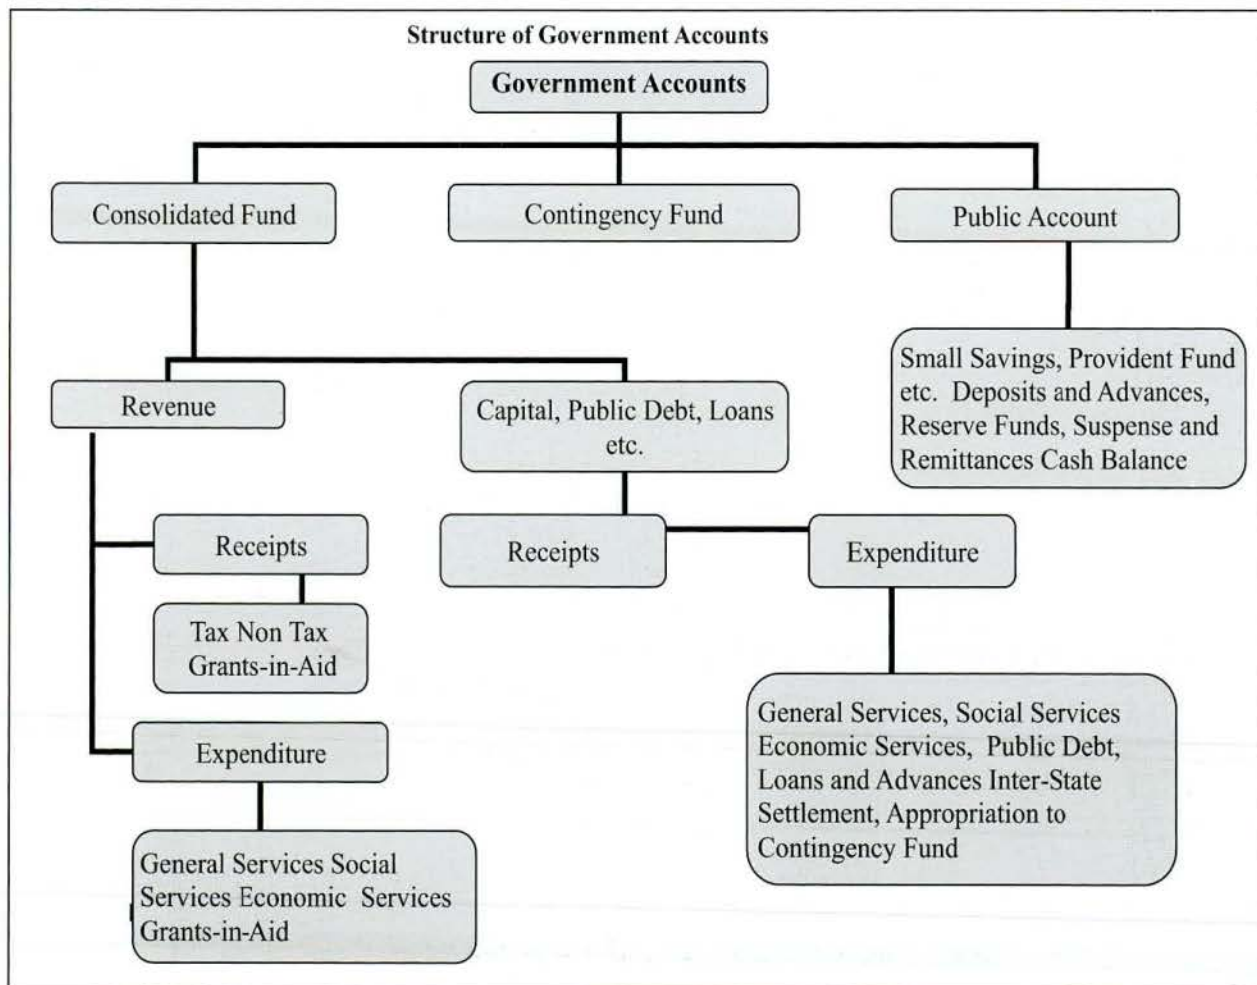 Structure of Government Accounts
Government Accounts
Consolidated Fund
Contingency Fund
Public Account
Small Savings, Provident Fund
etc. Deposits and Advances,
Reserve Funds, Suspense and
Remittances Cash Balance
Revenue
Capital, Public Debt, Loans
etc.
Receipts
Tax Non Tax
Grants-in-Aid
Expenditure
General Services Social
Services Economic Services
Grants-in-Aid
Receipts
Expenditure
General Services, Social Services
Economic Services, Public Debt,
Loans and Advances Inter-State
Settlement, Appropriation to
Contingency Fund